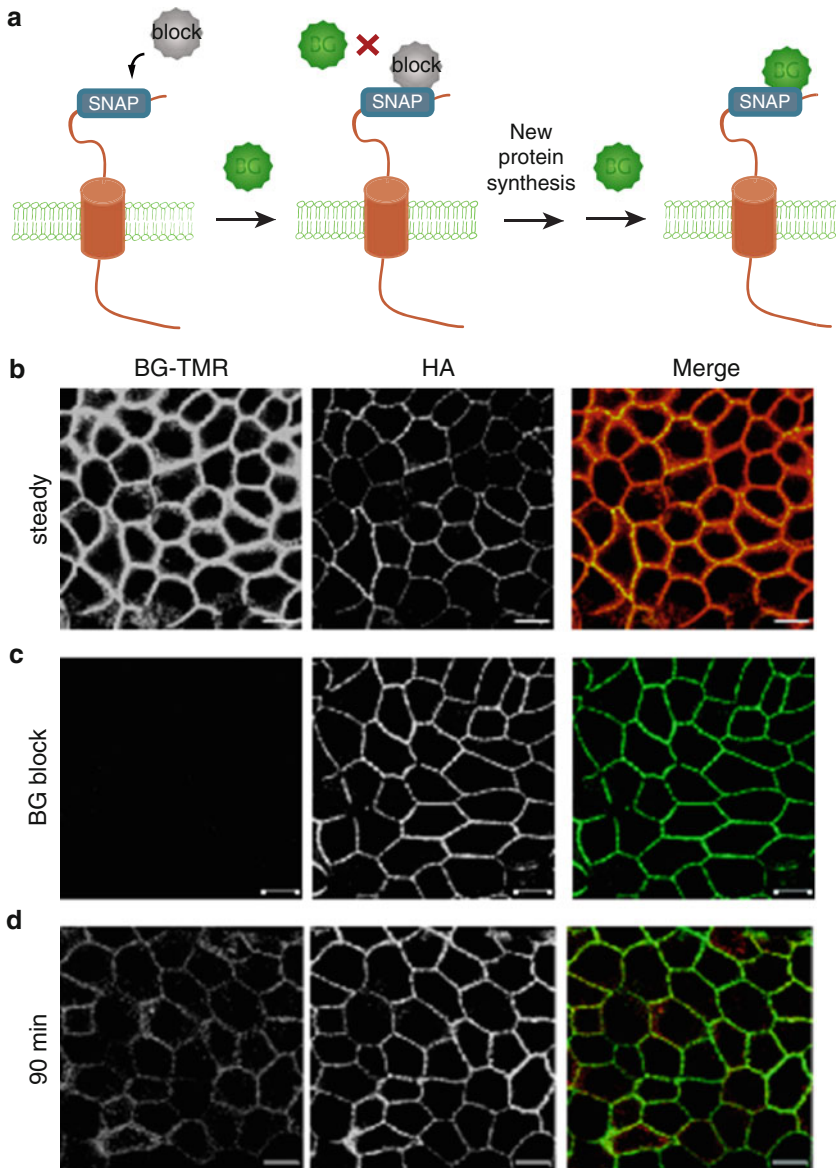 a
block
SNAP
BG
BG
block
SNAP
New
protein
synthesis
BG
BG
SNAP
b
BG-TMR
HA
Merge
steady
c
BG block
d
90 min